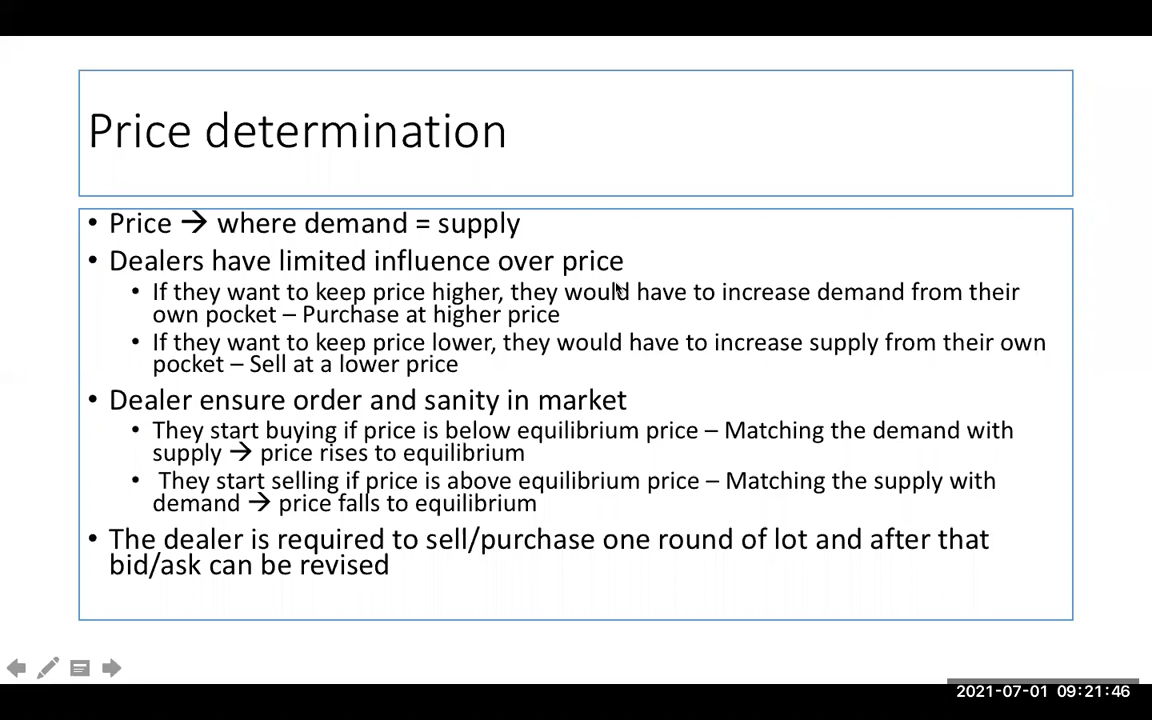 Price determination
• Price → where demand = supply
• Dealers have limited influence over price
• If they want to keep price higher, they would have to increase demand from their
own pocket – Purchase at higher price
• If they want to keep price lower, they would have to increase supply from their own
pocket – Sell at a lower price
• Dealer ensure order and sanity in market
• They start buying if price is below equilibrium price – Matching the demand with
supply → price rises to equilibrium
• They start selling if price is above equilibrium price – Matching the supply with
demand → price falls to equilibrium
• The dealer is required to sell/purchase one round of lot and after that
bid/ask can be revised
2021-07-01 09:21:46